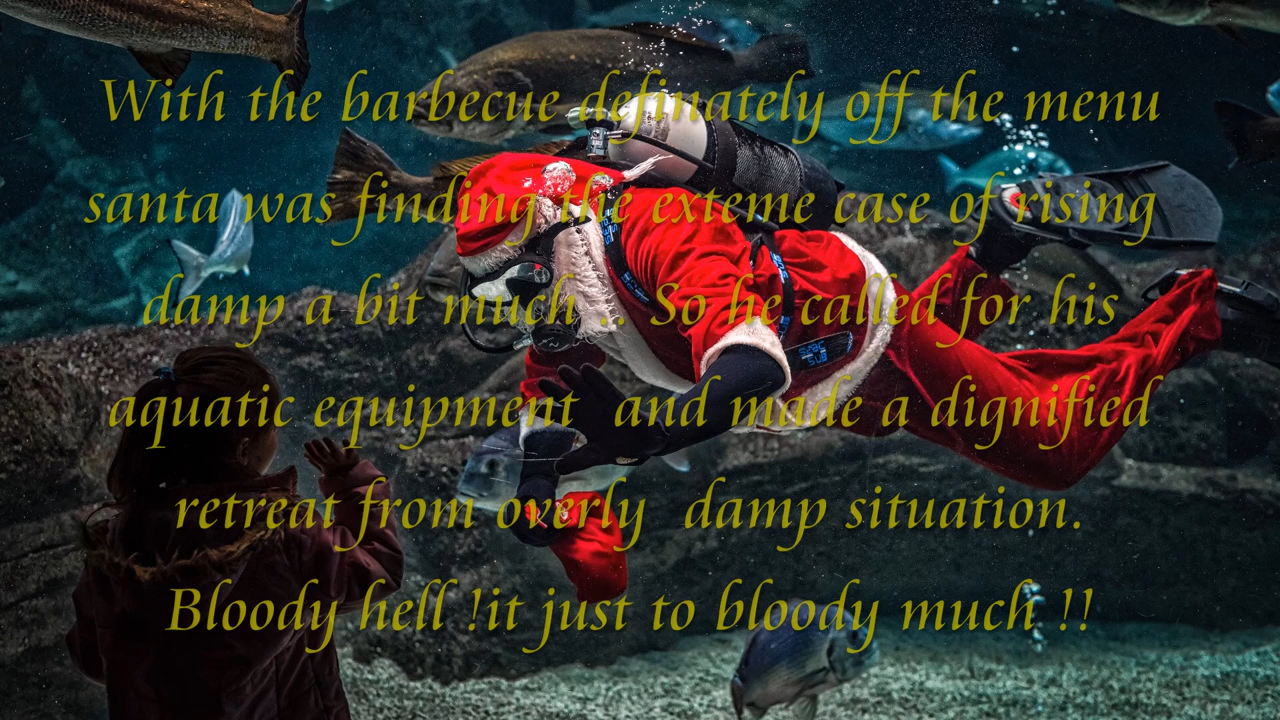 With the barbecue definately off the menu
santa was finding the exteme case of rising
damp a bit much .. So he called for his
aquatic equipment and made a dignified
retreat from overly damp situation.
Bloody hell !it just to bloody much !!